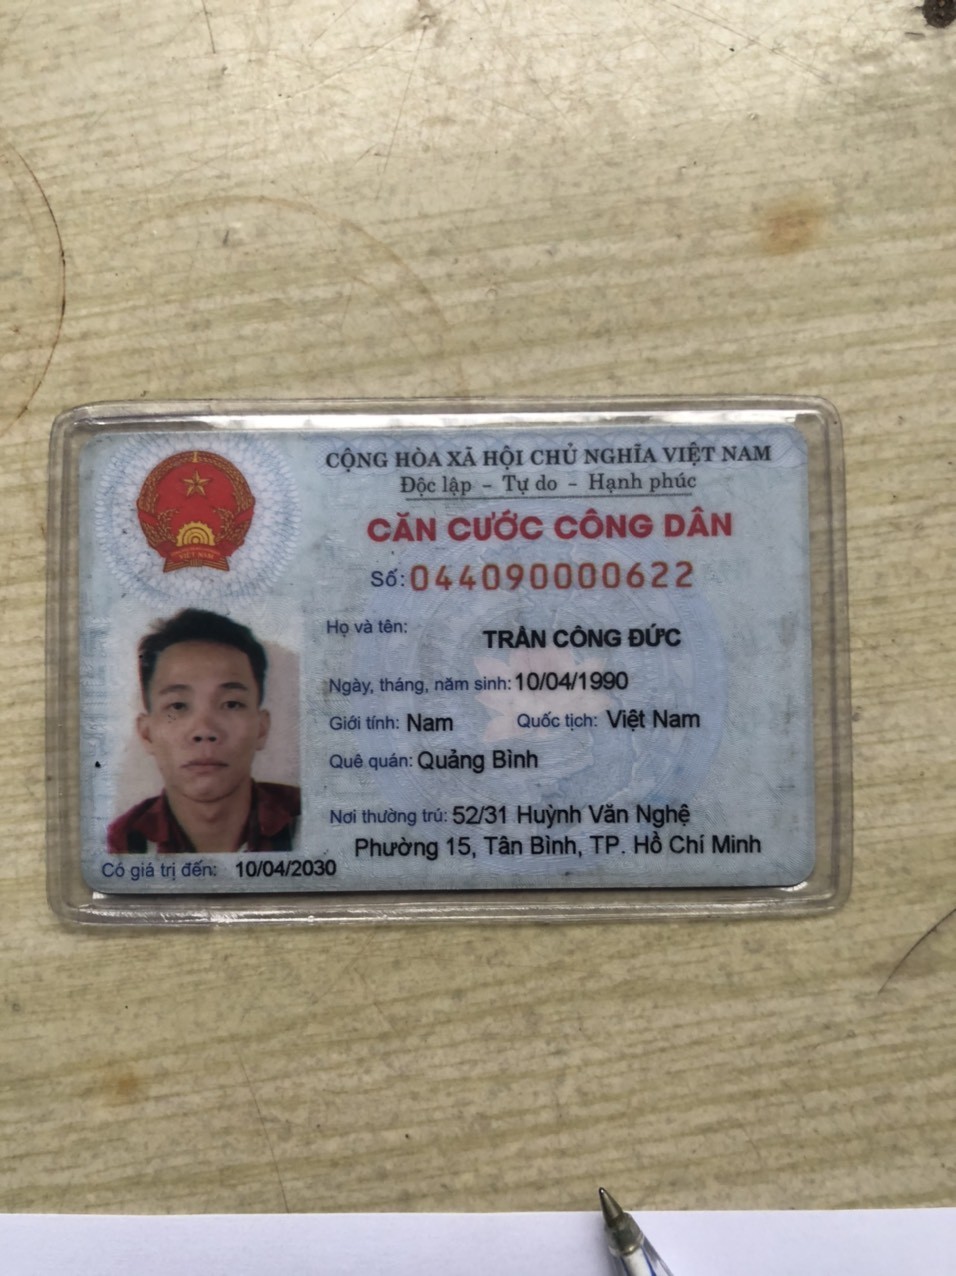 CỘNG HÒA XÃ HỘI CHỦ NGHĨA VIỆT NAM
Độc lập - Tự do - Hạnh phúc
CĂN CƯỚC CÔNG DÂN
Số: 044090000622
Họ và tên: TRẦN CÔNG ĐỨC
Ngày, tháng, năm sinh: 10/04/1990
Giới tính: Nam Quốc tịch: Việt Nam
Quê quán: Quảng Bình
Nơi thường trú: 52/31 Huỳnh Văn Nghệ
Phường 15, Tân Bình, TP. Hồ Chí Minh
Có giá trị đến: 10/04/2030
VIỆT NAM